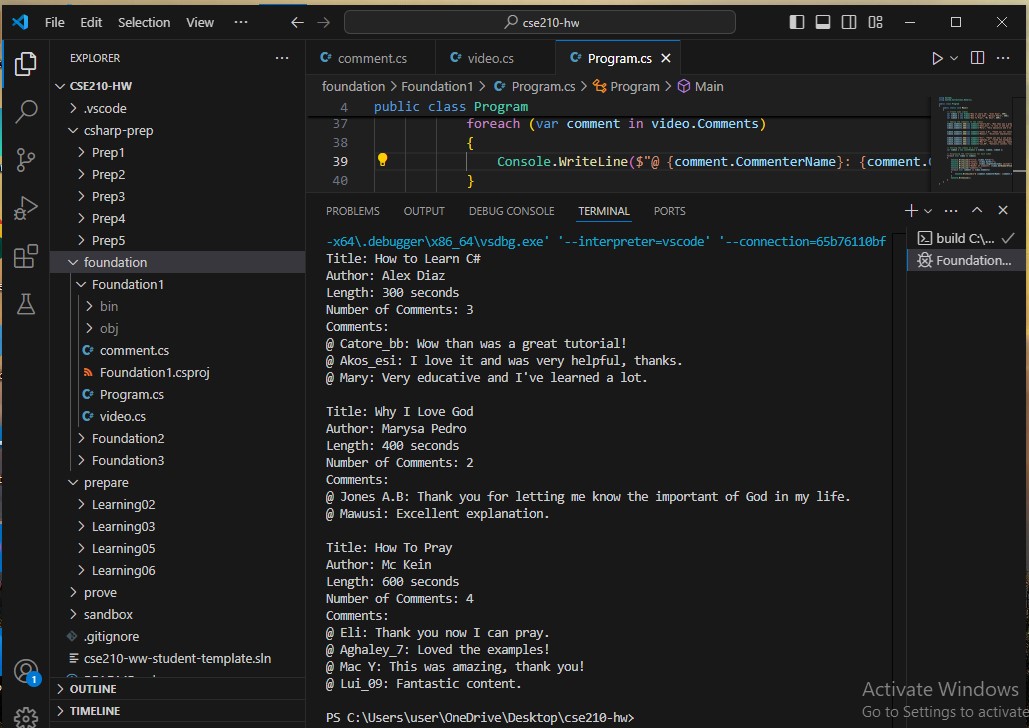 File Edit Selection View ··· cse210-hw
EXPLORER ···
CSE210-HW
.vscode
csharp-prep
Prep1
Prep2
Prep3
Prep4
Prep5
foundation
Foundation1
bin
obj
comment.cs
Foundation1.csproj
Program.cs
video.cs
Foundation2
Foundation3
prepare
Learning02
Learning03
Learning05
Learning06
prove
sandbox
.gitignore
cse210-ww-student-template.sln
OUTLINE
TIMELINE
1
comment.cs video.cs Program.cs
foundation > Foundation1 > Program.cs > Program > Main
4 public class Program
37 foreach (var comment in video.Comments)
38 {
39 Console.WriteLine($"@ {comment.CommenterName}: {comment.
40 }
PROBLEMS OUTPUT DEBUG CONSOLE TERMINAL PORTS
-x64\.debugger\x86_64\vsdbg.exe' '--interpreter=vscode' '--connection=65b76110bf
Title: How to Learn C#
Author: Alex Diaz
Length: 300 seconds
Number of Comments: 3
Comments:
@ Catore_bb: Wow than was a great tutorial!
@ Akos_esi: I love it and was very helpful, thanks.
@ Mary: Very educative and I've learned a lot.
Title: Why I Love God
Author: Marysa Pedro
Length: 400 seconds
Number of Comments: 2
Comments:
@ Jones A.B: Thank you for letting me know the important of God in my life.
@ Mawusi: Excellent explanation.
Title: How To Pray
Author: Mc Kein
Length: 600 seconds
Number of Comments: 4
Comments:
@ Eli: Thank you now I can pray.
@ Aghaley_7: Loved the examples!
@ Mac Y: This was amazing, thank you!
@ Lui_09: Fantastic content.
PS C:\Users\user\OneDrive\Desktop\cse210-hw>
build C:\...
Foundation...
Activate Windows
Go to Settings to activate